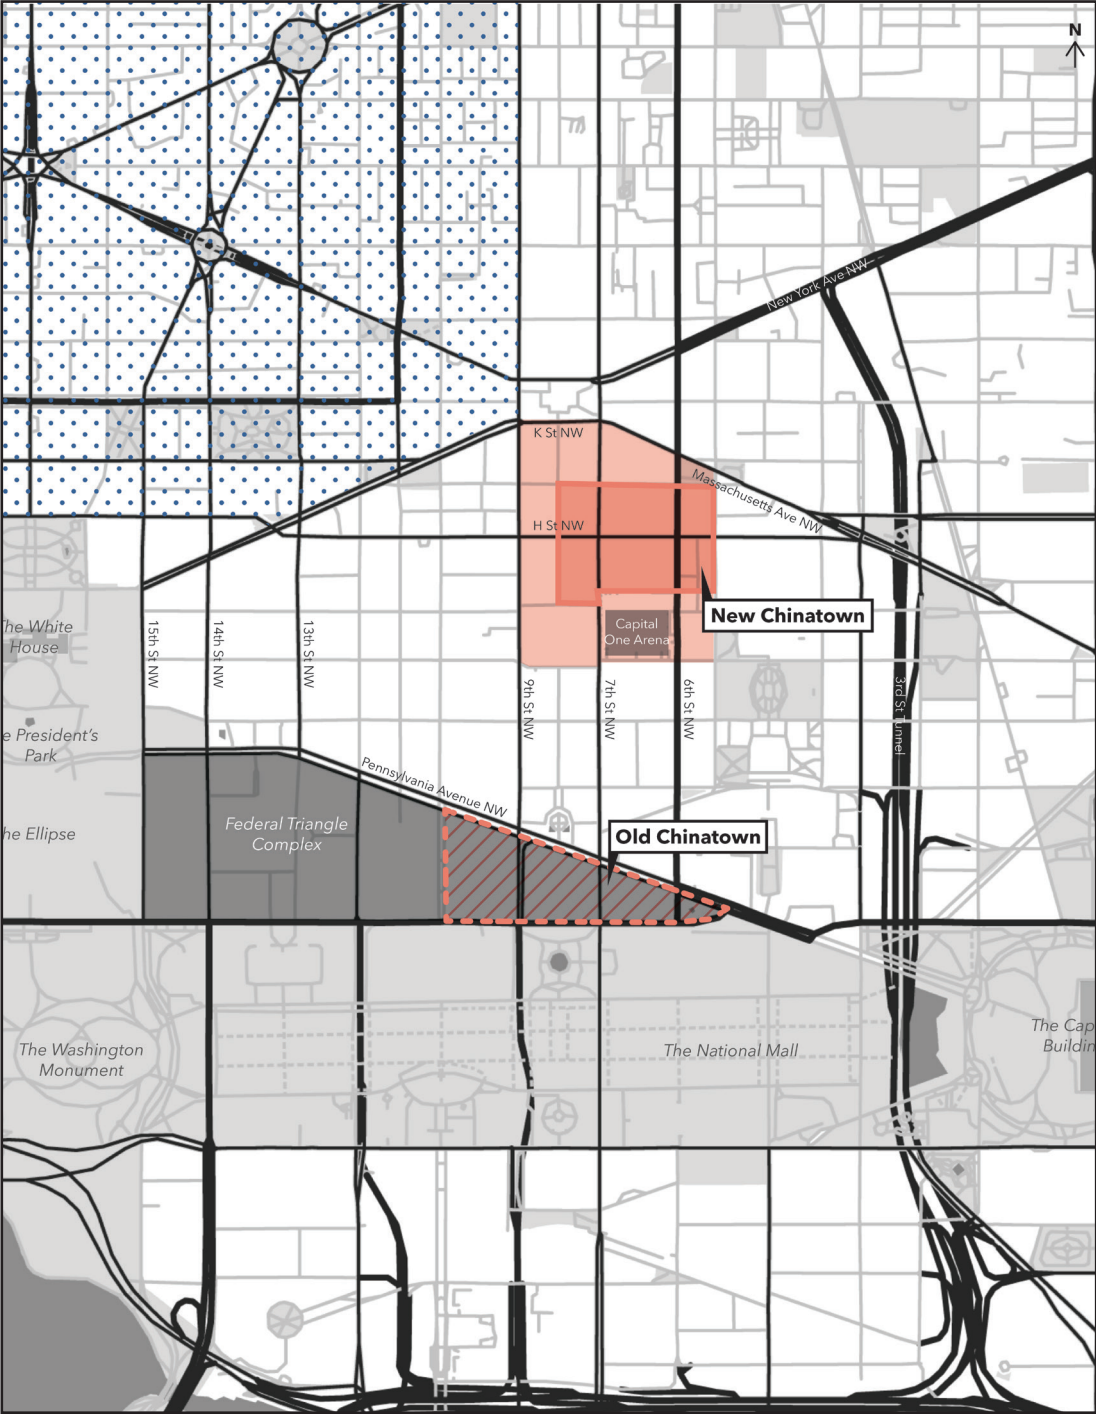 N
New York Ave NW
K St NW
Massachusetts Ave NW
H St NW
New Chinatown
Capital
One Arena
he White
House
15th St NW
14th St NW
13th St NW
9th St NW
7th St NW
6th St NW
3rd St Tunnel
e President's
Park
Pennsylvania Avenue NW
he Ellipse
Federal Triangle
Complex
Old Chinatown
The Washington
Monument
The National Mall
The Cap
Buildin